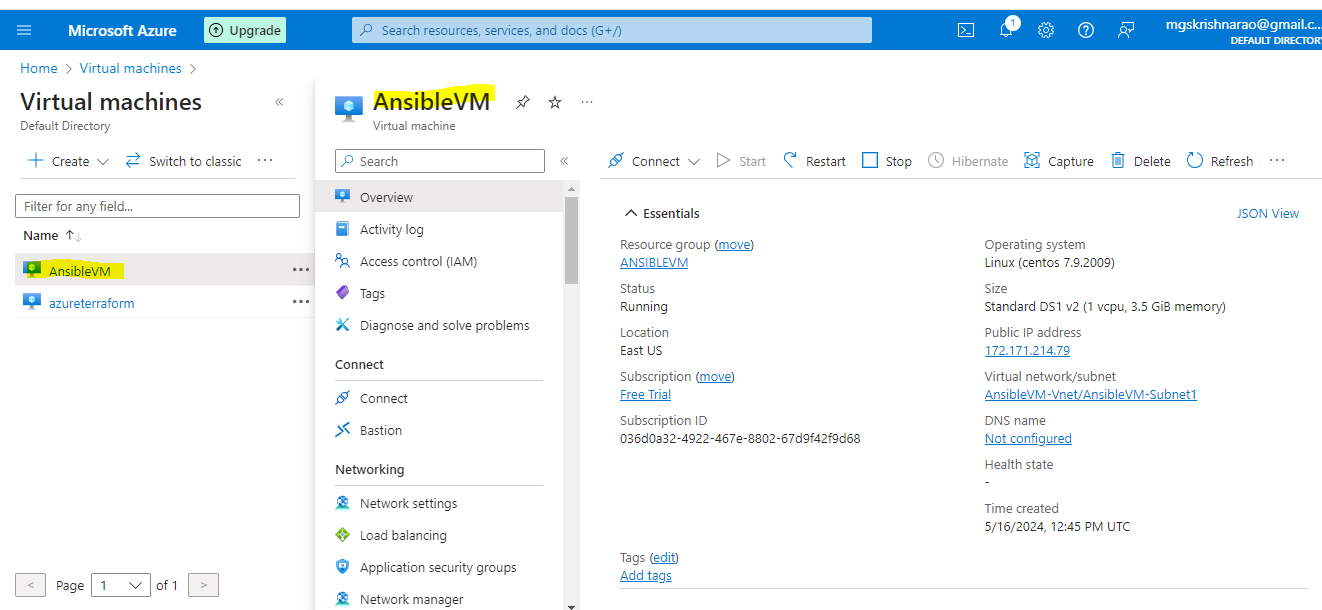 Microsoft Azure
Upgrade
Search resources, services, and docs (G+/)
1
mgskrishnarao@gmail.c...
DEFAULT DIRECTORY
Home > Virtual machines >
Virtual machines
Default Directory
Create
Switch to classic
Filter for any field...
Name
AnsibleVM
azureterraform
< Page 1 of 1 >
AnsibleVM
Virtual machine
Search
Overview
Activity log
Access control (IAM)
Tags
Diagnose and solve problems
Connect
Connect
Bastion
Networking
Network settings
Load balancing
Application security groups
Network manager
Connect Start Restart Stop Hibernate Capture Delete Refresh
Essentials
JSON View
Resource group (move)
ANSIBLEVM
Status
Running
Location
East US
Subscription (move)
Free Trial
Subscription ID
036d0a32-4922-467e-8802-67d9f42f9d68
Operating system
Linux (centos 7.9.2009)
Size
Standard DS1 v2 (1 vcpu, 3.5 GiB memory)
Public IP address
172.171.214.79
Virtual network/subnet
AnsibleVM-Vnet/AnsibleVM-Subnet1
DNS name
Not configured
Health state
-
Time created
5/16/2024, 12:45 PM UTC
Tags (edit)
Add tags